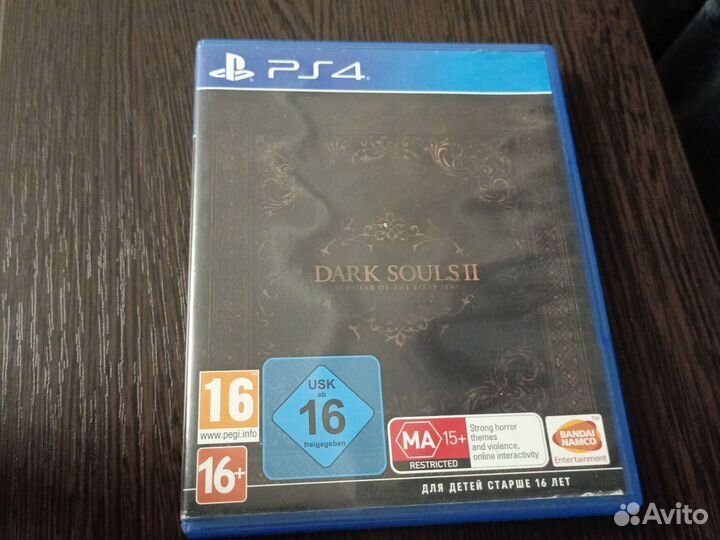 PS4
DARK SOULS II
SCHOLAR OF THE FIRST SIN
16
www.pegi.info
16+
USK
ab
16
freigegeben
MA 15+
RESTRICTED
Strong horror
themes
and violence,
online interactivity
BANDAI
NAMCO
Entertainment
TM
ДЛЯ ДЕТЕЙ СТАРШЕ 16 ЛЕТ
Avito